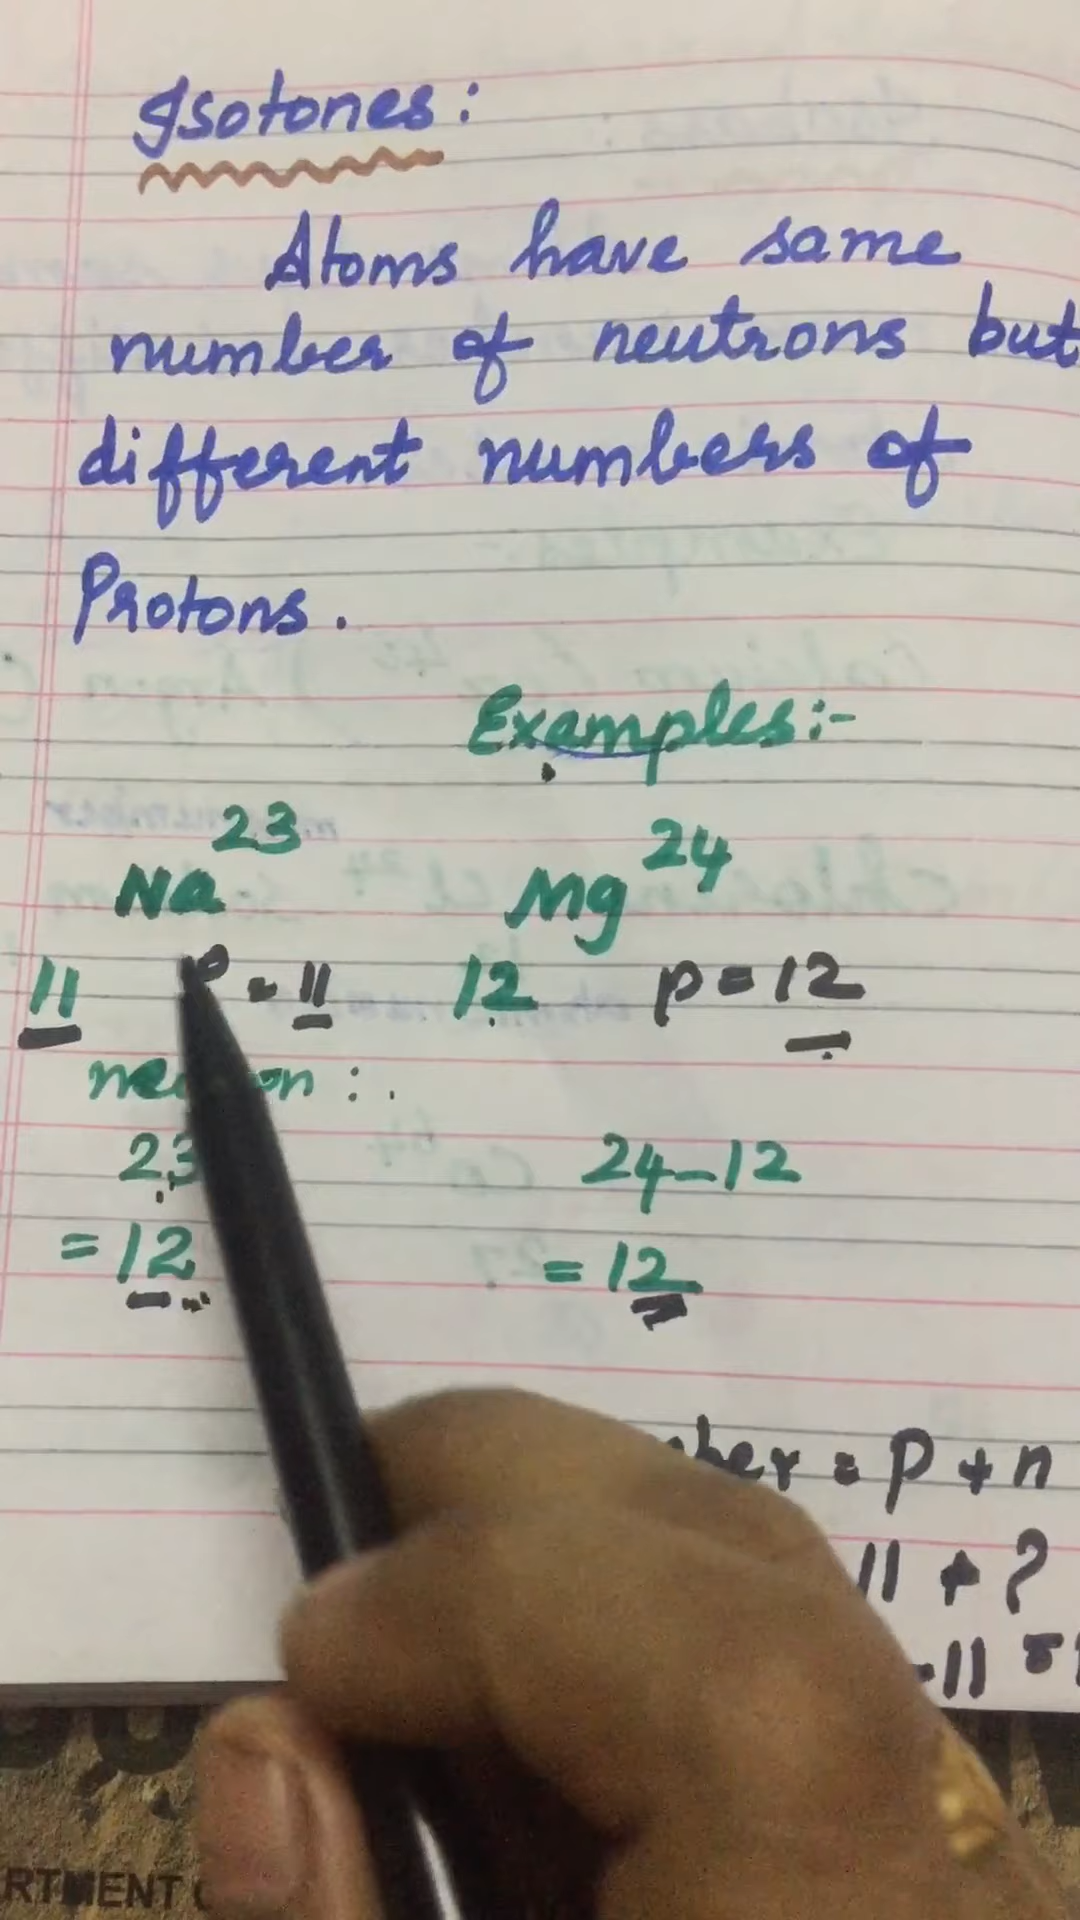 Isotones:
Atoms have same
number of neutrons but
different numbers of
Protons.
Examples:-
23 24
Na Mg
11 P = 11 12 p = 12
:
23 24-12
= 12 = 12
= P + n
11 + ?
-11